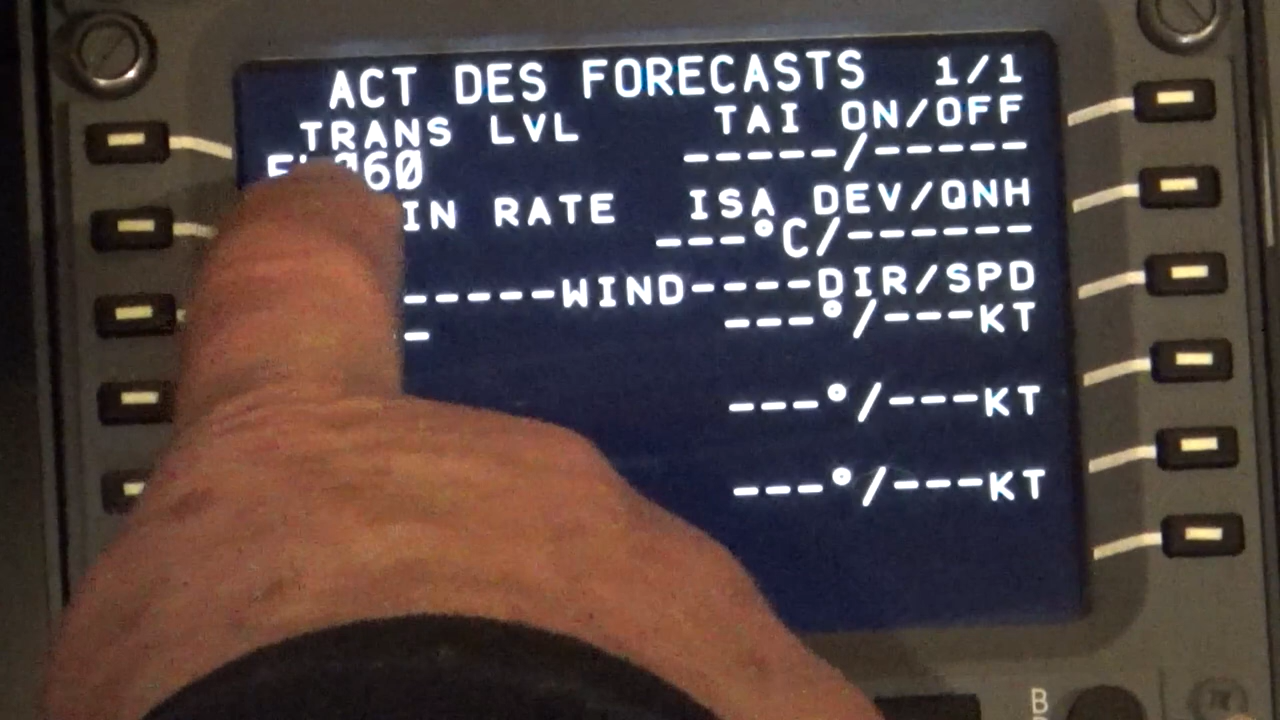 ACT DES FORECASTS 1/1
TRANS LVL TAI ON/OFF
060 -----/-----
IN RATE ISA DEV/QNH
---°C/------
-----WIND----DIR/SPD
- ---°/---KT
---°/---KT
---°/---KT
B